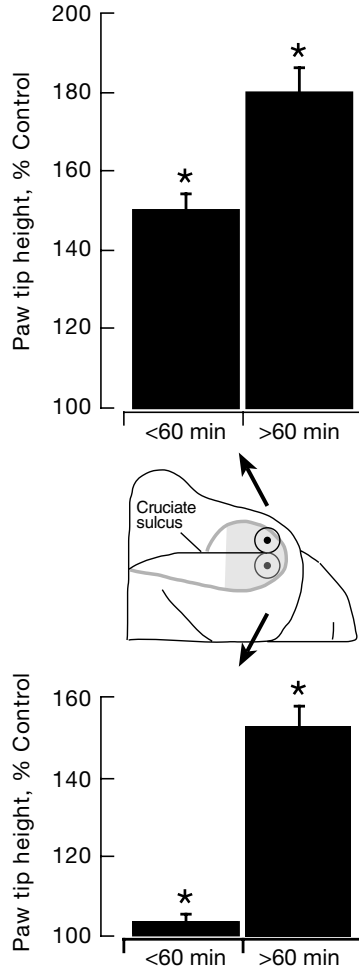 Paw tip height, % Control
200
180
160
140
120
100
*
*
<60 min
>60 min
Cruciate
sulcus
Paw tip height, % Control
160
140
120
100
*
*
<60 min
>60 min